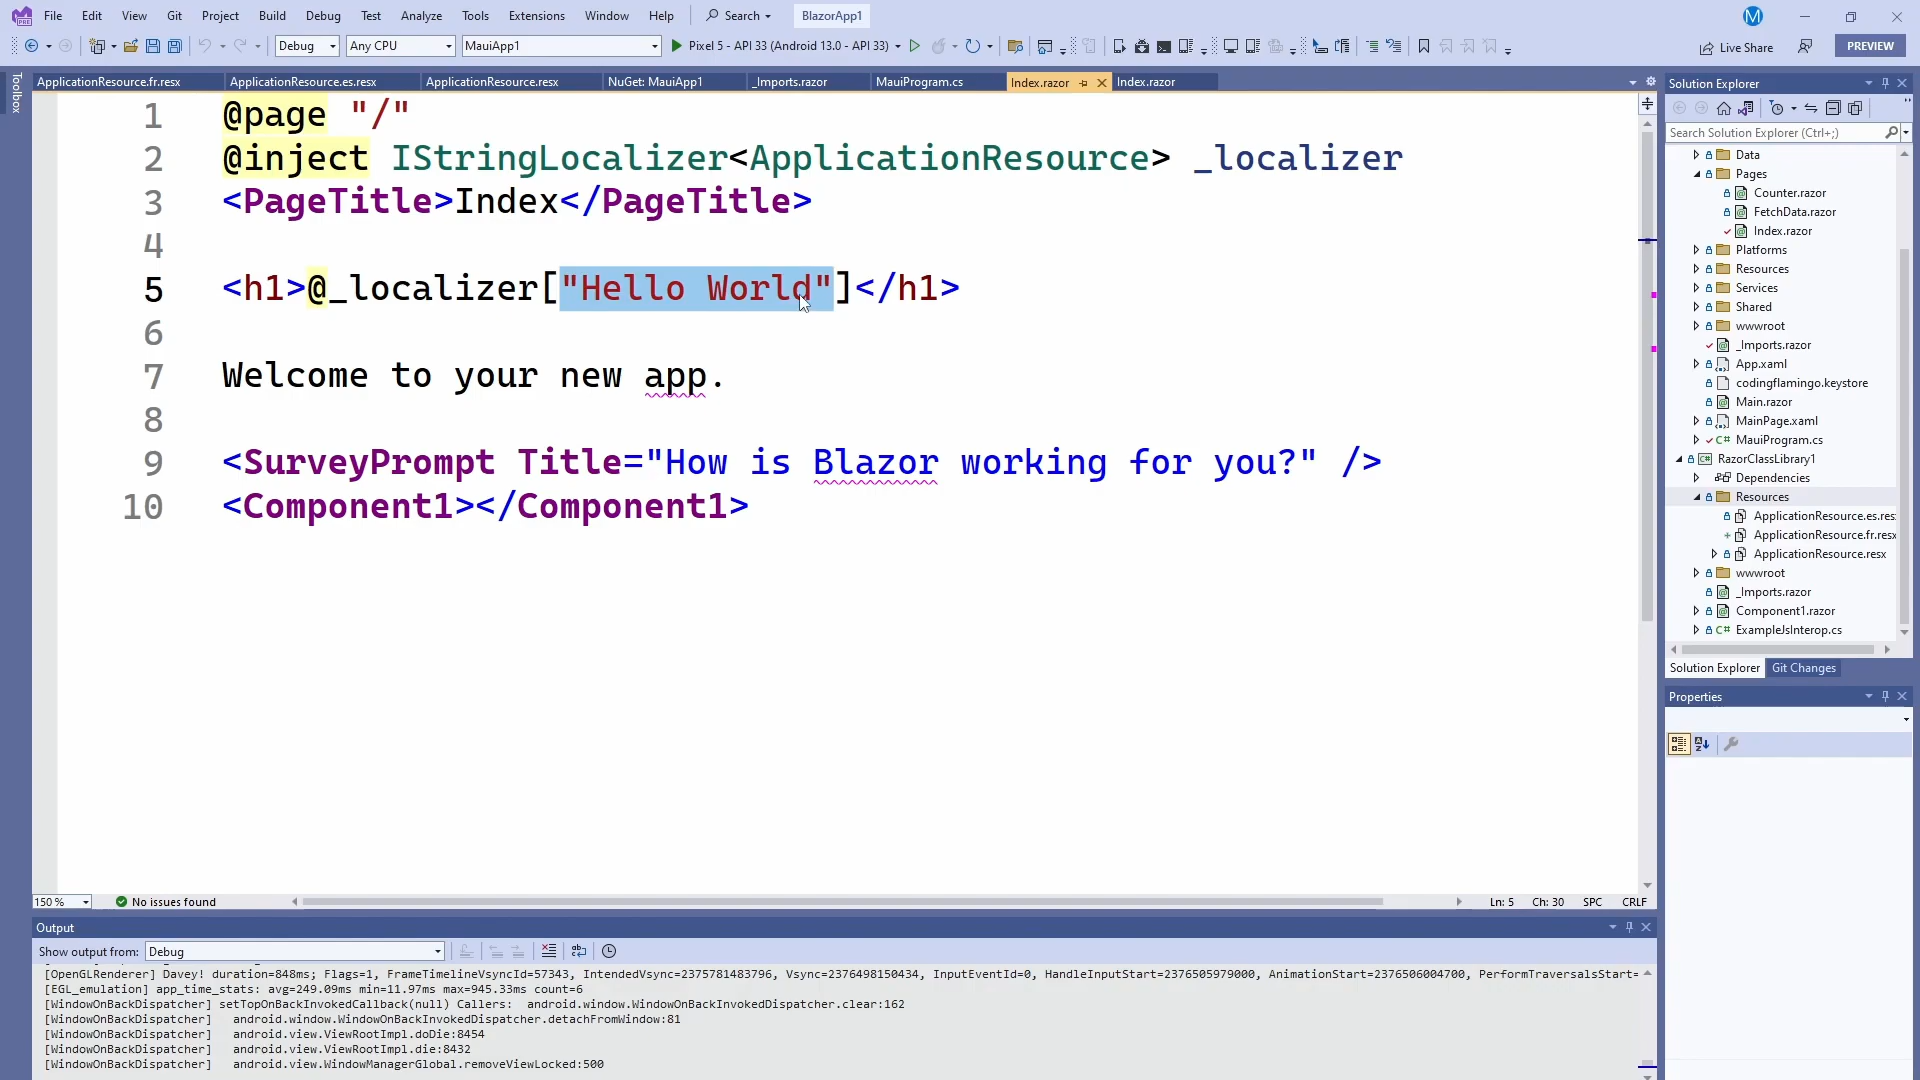 File Edit View Git Project Build Debug Test Analyze Tools Extensions Window Help Search BlazorApp1 M
Debug Any CPU MauiApp1 Pixel 5 - API 33 (Android 13.0 - API 33) Live Share PREVIEW
Toolbox
ApplicationResource.fr.resx ApplicationResource.es.resx ApplicationResource.resx NuGet: MauiApp1 _Imports.razor MauiProgram.cs Index.razor Index.razor
1 @page "/"
2 @inject IStringLocalizer<ApplicationResource> _localizer
3 <PageTitle>Index</PageTitle>
4
5 <h1>@_localizer["Hello World"]</h1>
6
7 Welcome to your new app.
8
9 <SurveyPrompt Title="How is Blazor working for you?" />
10 <Component1></Component1>
150 % No issues found Ln: 5 Ch: 30 SPC CRLF
Output
Show output from: Debug
[OpenGLRenderer] Davey! duration=848ms; Flags=1, FrameTimelineVsyncId=57343, IntendedVsync=2375781483796, Vsync=2376498150434, InputEventId=0, HandleInputStart=2376505979000, AnimationStart=2376506004700, PerformTraversalsStart=
[EGL_emulation] app_time_stats: avg=249.09ms min=11.97ms max=945.33ms count=6
[WindowOnBackDispatcher] setTopOnBackInvokedCallback(null) Callers: android.window.WindowOnBackInvokedDispatcher.clear:162
[WindowOnBackDispatcher] android.window.WindowOnBackInvokedDispatcher.detachFromWindow:81
[WindowOnBackDispatcher] android.view.ViewRootImpl.doDie:8454
[WindowOnBackDispatcher] android.view.ViewRootImpl.die:8432
[WindowOnBackDispatcher] android.view.WindowManagerGlobal.removeViewLocked:500
Solution Explorer
Search Solution Explorer (Ctrl+;)
Data
Pages
Counter.razor
FetchData.razor
Index.razor
Platforms
Resources
Services
Shared
wwwroot
_Imports.razor
App.xaml
codingflamingo.keystore
Main.razor
MainPage.xaml
C# MauiProgram.cs
RazorClassLibrary1
Dependencies
Resources
ApplicationResource.es.res
ApplicationResource.fr.resx
ApplicationResource.resx
wwwroot
_Imports.razor
Component1.razor
C# ExampleJsInterop.cs
Solution Explorer Git Changes
Properties